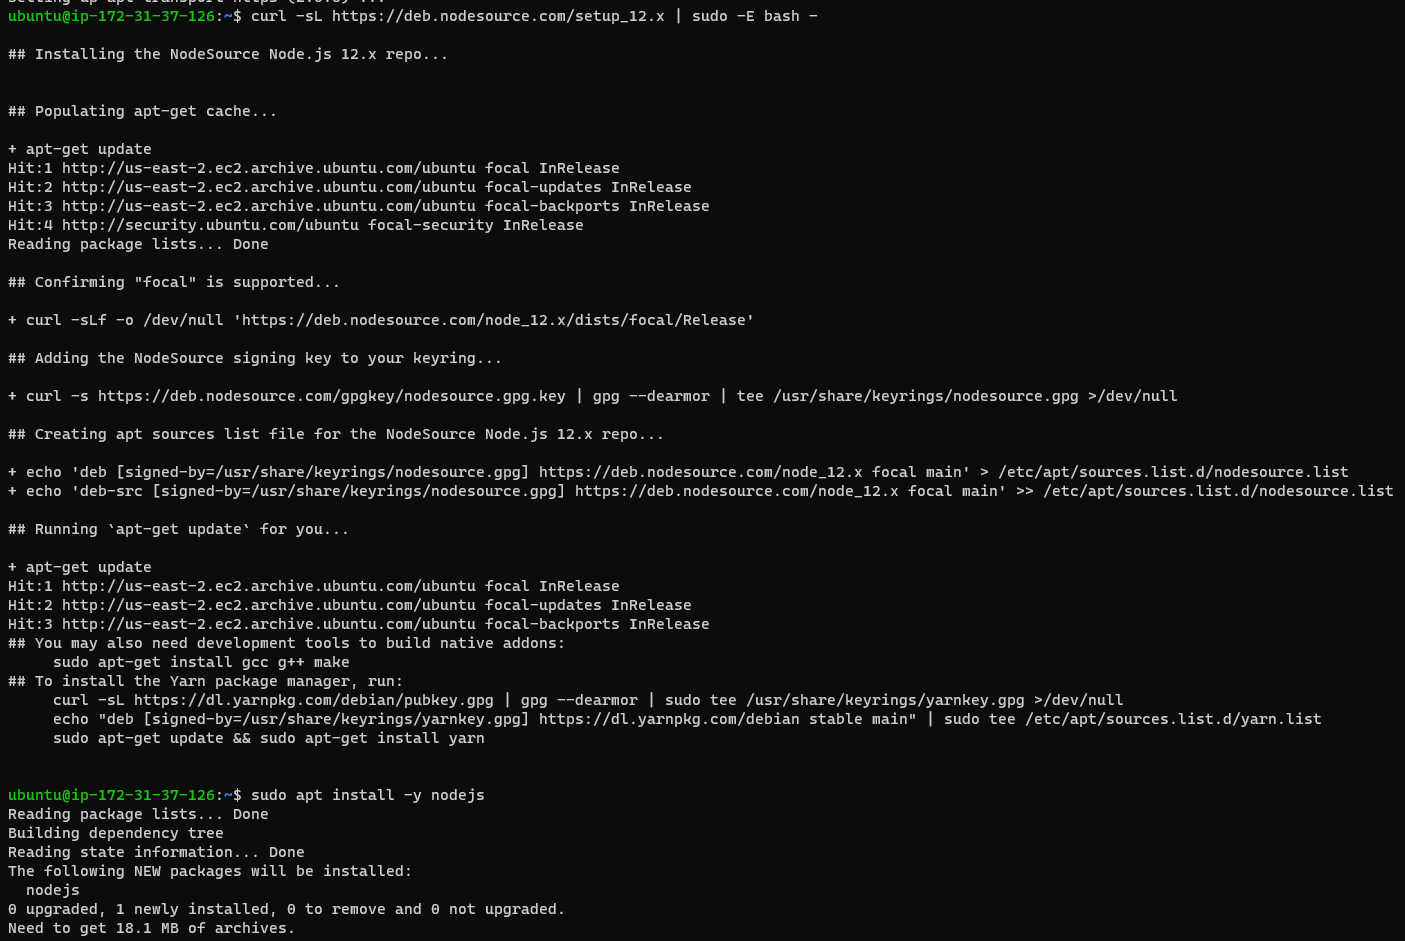 ubuntu@ip-172-31-37-126:~$ curl -sL https://deb.nodesource.com/setup_12.x | sudo -E bash -
## Installing the NodeSource Node.js 12.x repo...
## Populating apt-get cache...
+ apt-get update
Hit:1 http://us-east-2.ec2.archive.ubuntu.com/ubuntu focal InRelease
Hit:2 http://us-east-2.ec2.archive.ubuntu.com/ubuntu focal-updates InRelease
Hit:3 http://us-east-2.ec2.archive.ubuntu.com/ubuntu focal-backports InRelease
Hit:4 http://security.ubuntu.com/ubuntu focal-security InRelease
Reading package lists... Done
## Confirming "focal" is supported...
+ curl -sLf -o /dev/null 'https://deb.nodesource.com/node_12.x/dists/focal/Release'
## Adding the NodeSource signing key to your keyring...
+ curl -s https://deb.nodesource.com/gpgkey/nodesource.gpg.key | gpg --dearmor | tee /usr/share/keyrings/nodesource.gpg >/dev/null
## Creating apt sources list file for the NodeSource Node.js 12.x repo...
+ echo 'deb [signed-by=/usr/share/keyrings/nodesource.gpg] https://deb.nodesource.com/node_12.x focal main' > /etc/apt/sources.list.d/nodesource.list
+ echo 'deb-src [signed-by=/usr/share/keyrings/nodesource.gpg] https://deb.nodesource.com/node_12.x focal main' >> /etc/apt/sources.list.d/nodesource.list
## Running `apt-get update` for you...
+ apt-get update
Hit:1 http://us-east-2.ec2.archive.ubuntu.com/ubuntu focal InRelease
Hit:2 http://us-east-2.ec2.archive.ubuntu.com/ubuntu focal-updates InRelease
Hit:3 http://us-east-2.ec2.archive.ubuntu.com/ubuntu focal-backports InRelease
## You may also need development tools to build native addons:
     sudo apt-get install gcc g++ make
## To install the Yarn package manager, run:
     curl -sL https://dl.yarnpkg.com/debian/pubkey.gpg | gpg --dearmor | sudo tee /usr/share/keyrings/yarnkey.gpg >/dev/null
     echo "deb [signed-by=/usr/share/keyrings/yarnkey.gpg] https://dl.yarnpkg.com/debian stable main" | sudo tee /etc/apt/sources.list.d/yarn.list
     sudo apt-get update && sudo apt-get install yarn
ubuntu@ip-172-31-37-126:~$ sudo apt install -y nodejs
Reading package lists... Done
Building dependency tree
Reading state information... Done
The following NEW packages will be installed:
  nodejs
0 upgraded, 1 newly installed, 0 to remove and 0 not upgraded.
Need to get 18.1 MB of archives.